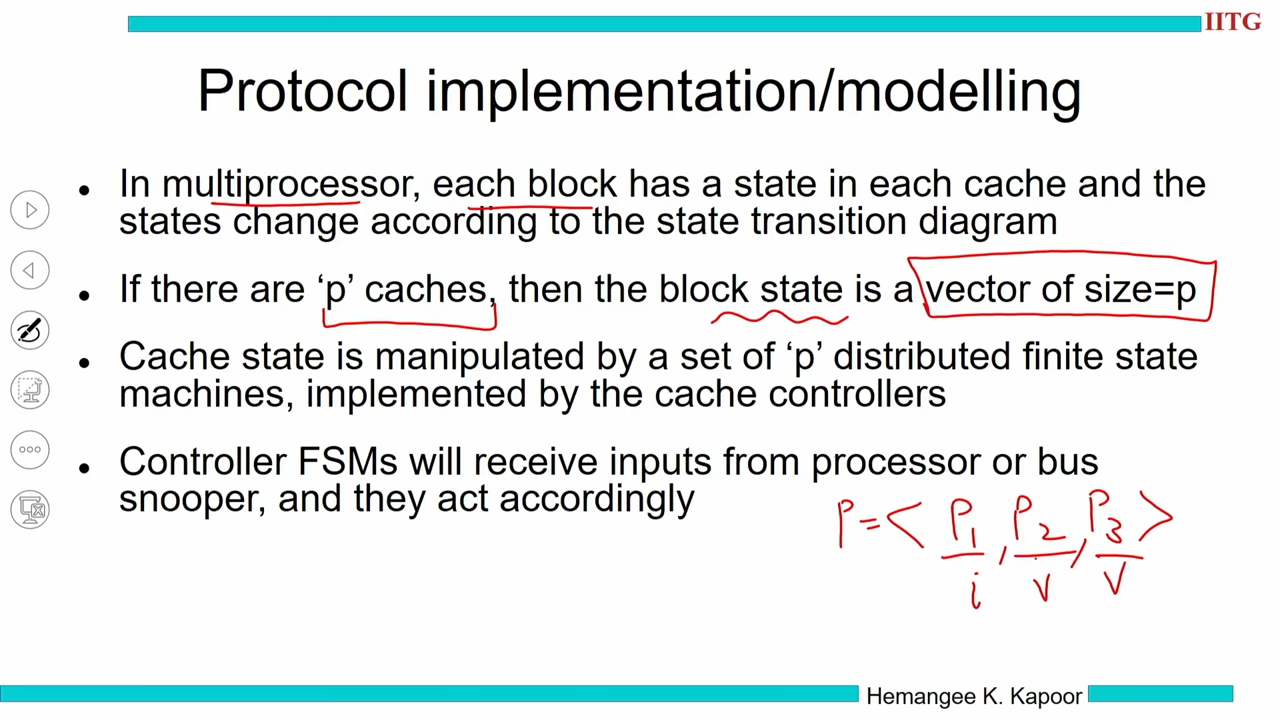 IITG
Protocol implementation/modelling
• In multiprocessor, each block has a state in each cache and the
states change according to the state transition diagram
• If there are ‘p’ caches, then the block state is a vector of size=p
• Cache state is manipulated by a set of ‘p’ distributed finite state
machines, implemented by the cache controllers
• Controller FSMs will receive inputs from processor or bus
snooper, and they act accordingly
P = < P1, P2, P3 >
i v v
Hemangee K. Kapoor